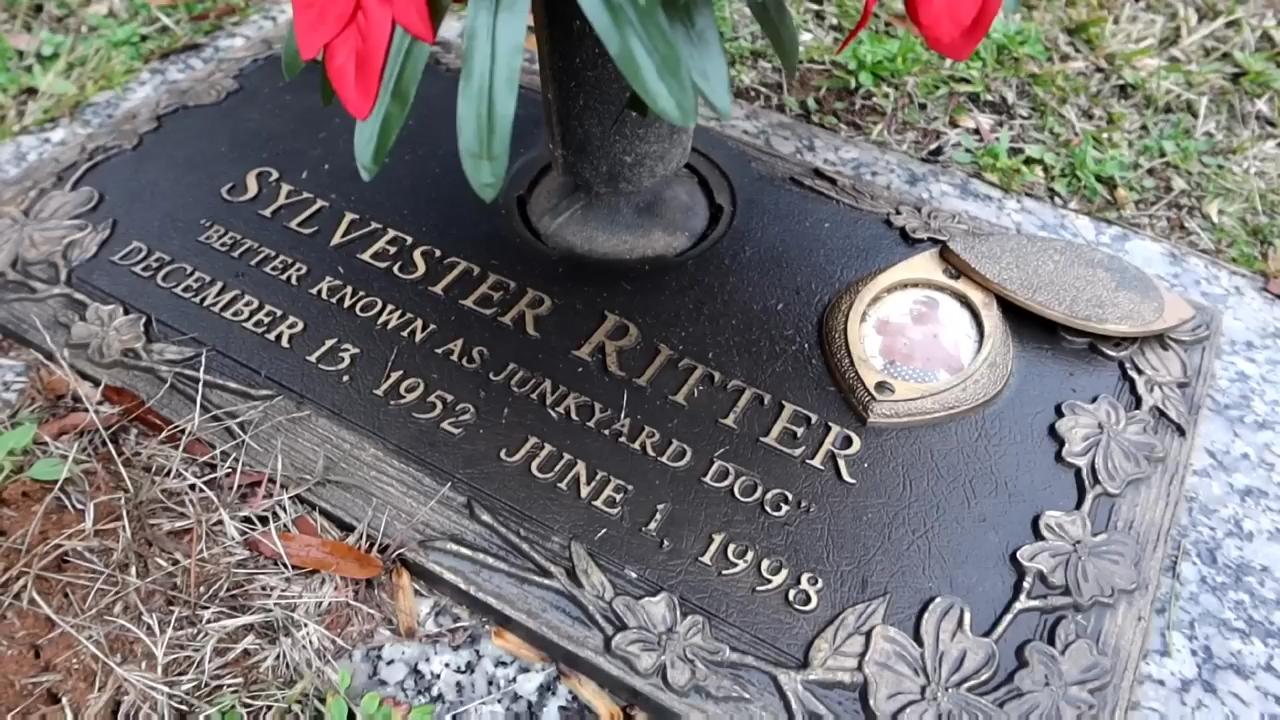 SYLVESTER RITTER
"BETTER KNOWN AS JUNKYARD DOG"
DECEMBER 13, 1952 JUNE 1, 1998